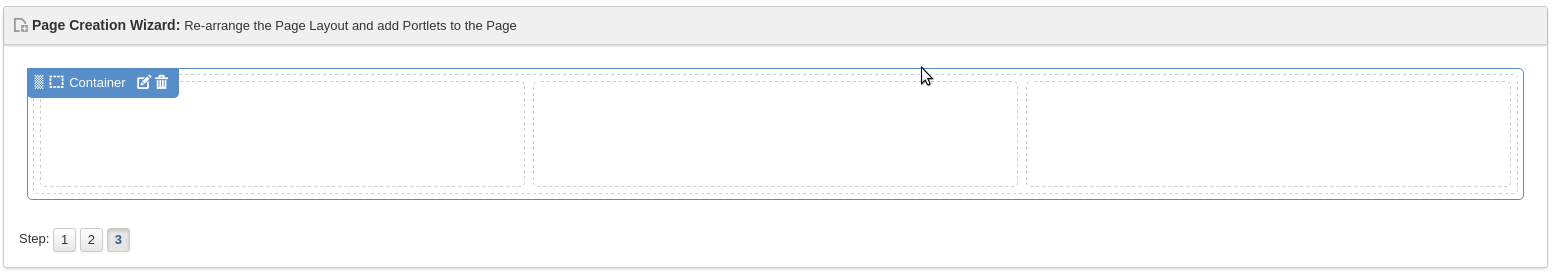 Page Creation Wizard: Re-arrange the Page Layout and add Portlets to the Page
Container
Step: 1 2 3